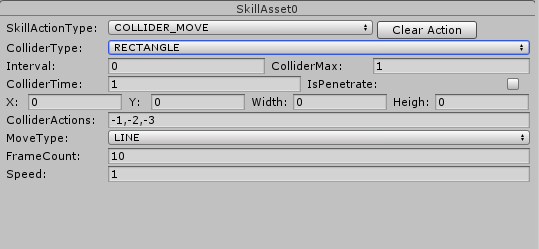 SkillAsset0
SkillActionType: COLLIDER_MOVE Clear Action
ColliderType: RECTANGLE
Interval: 0 ColliderMax: 1
ColliderTime: 1 IsPenetrate:
X: 0 Y: 0 Width: 0 Heigh: 0
ColliderActions: -1,-2,-3
MoveType: LINE
FrameCount: 10
Speed: 1